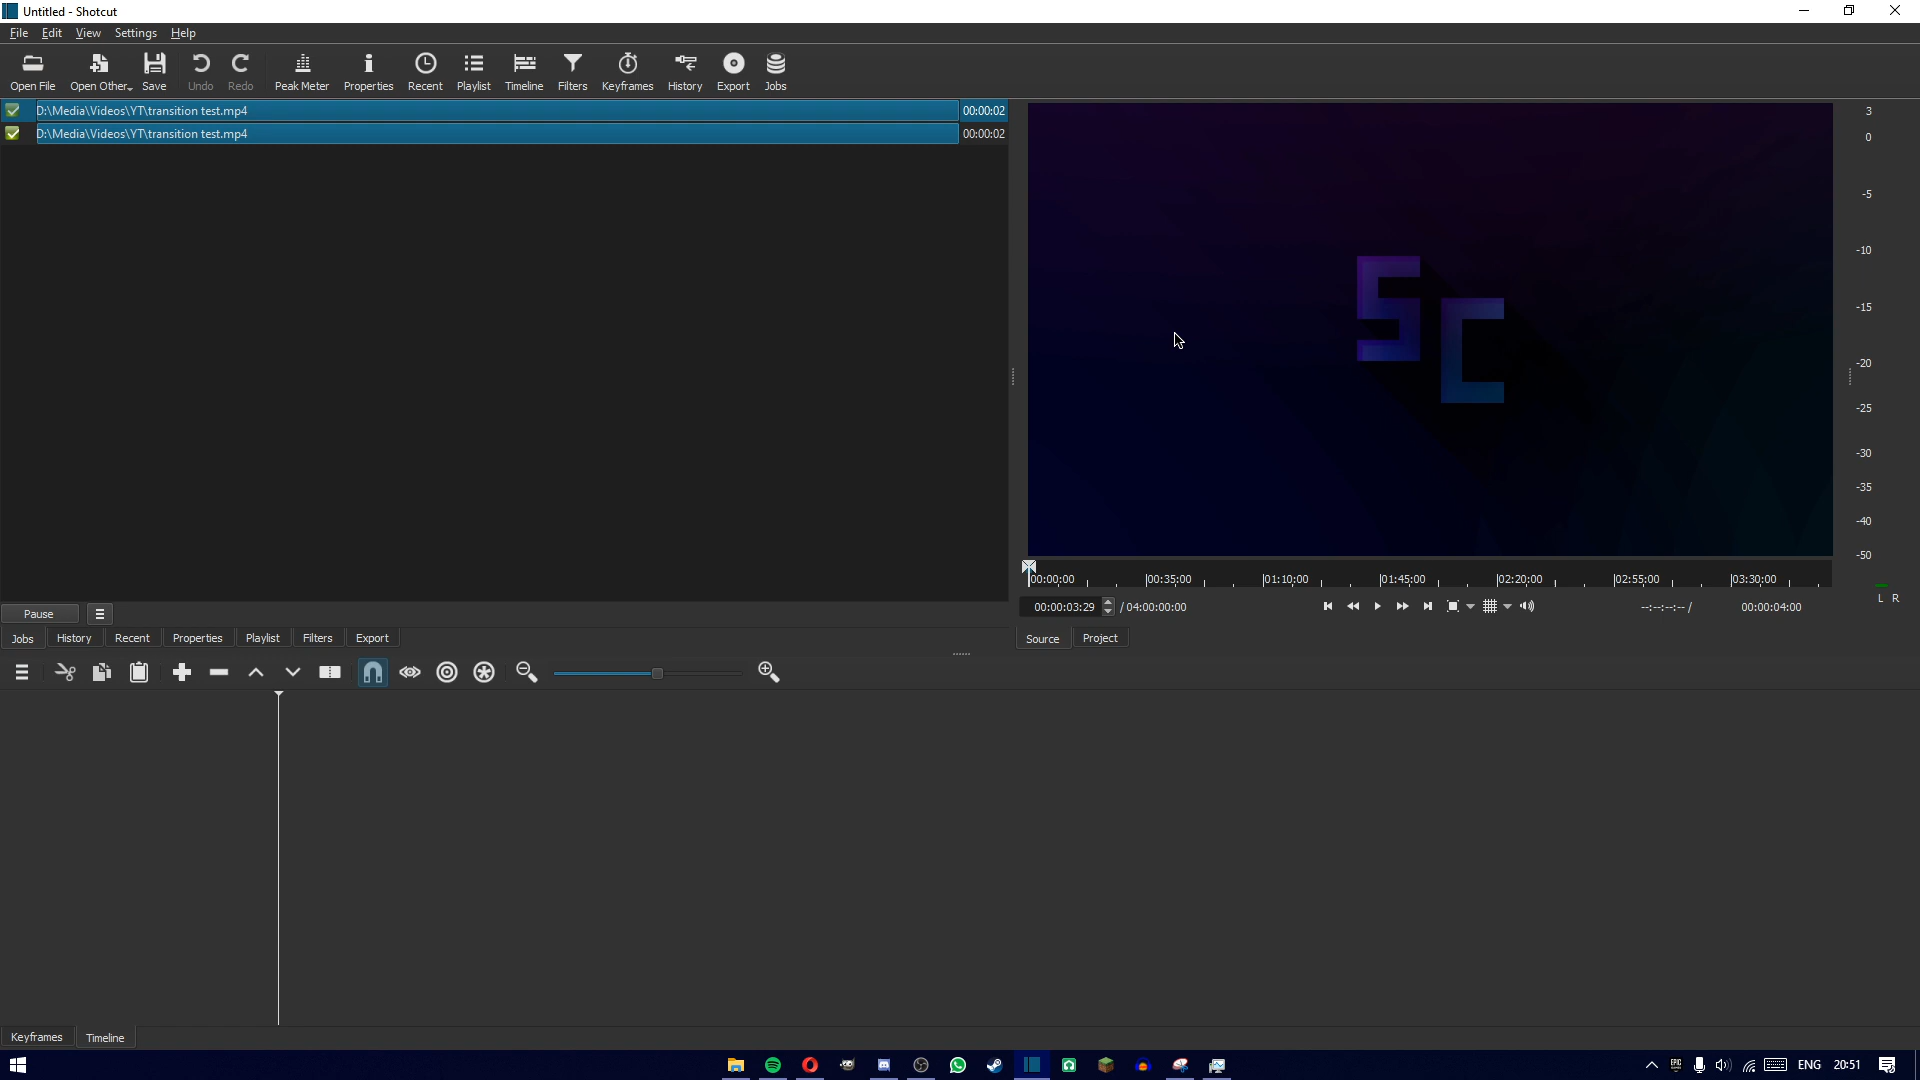 Untitled - Shotcut
File Edit View Settings Help
Open File Open Other Save Undo Redo Peak Meter Properties Recent Playlist Timeline Filters Keyframes History Export Jobs
D:\Media\Videos\YT\transition test.mp4 00:00:02
D:\Media\Videos\YT\transition test.mp4 00:00:02
SC
3
0
-5
-10
-15
-20
-25
-30
-35
-40
-50
L R
00:00:00 00:35:00 01:10:00 01:45:00 02:20:00 02:55:00 03:30:00
00:00:03:29 / 04:00:00:00 --:--:--:-- / 00:00:04:00
Pause
Jobs History Recent Properties Playlist Filters Export
Source Project
Keyframes Timeline
EPIC ENG 20:51